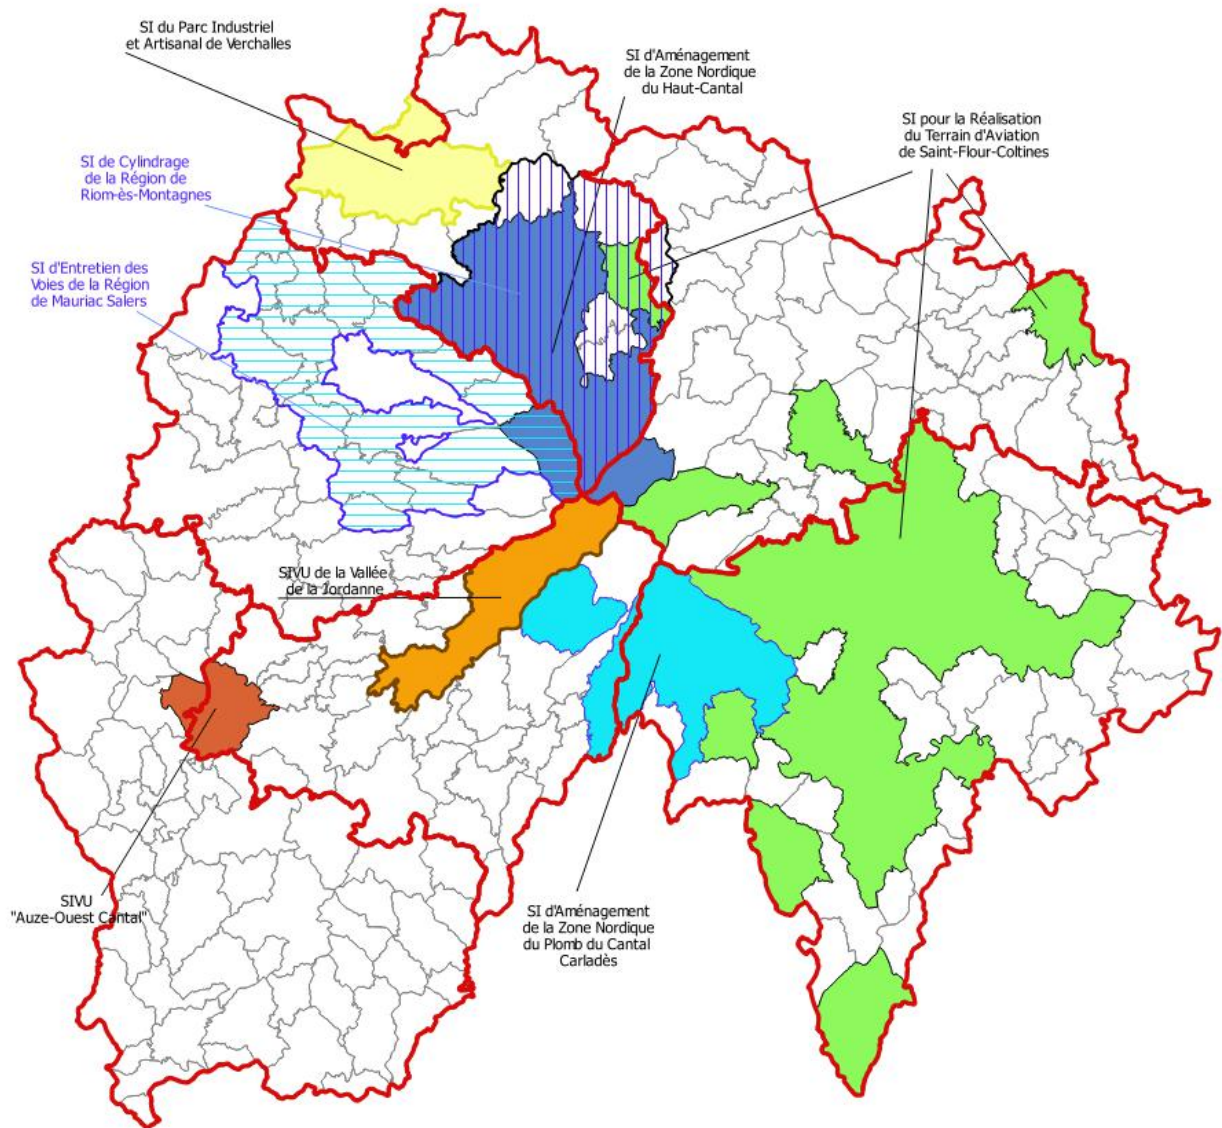 SI du Parc Industriel
et Artisanal de Verchalles
SI d'Aménagement
de la Zone Nordique
du Haut-Cantal
SI pour la Réalisation
du Terrain d'Aviation
de Saint-Flour-Coltines
SI de Cylindrage
de la Région de
Riom-ès-Montagnes
SI d'Entretien des
Voies de la Région
de Mauriac Salers
SIVU de la Vallée
de la Jordanne
SIVU
"Auze-Ouest Cantal"
SI d'Aménagement
de la Zone Nordique
du Plomb du Cantal
Carladès